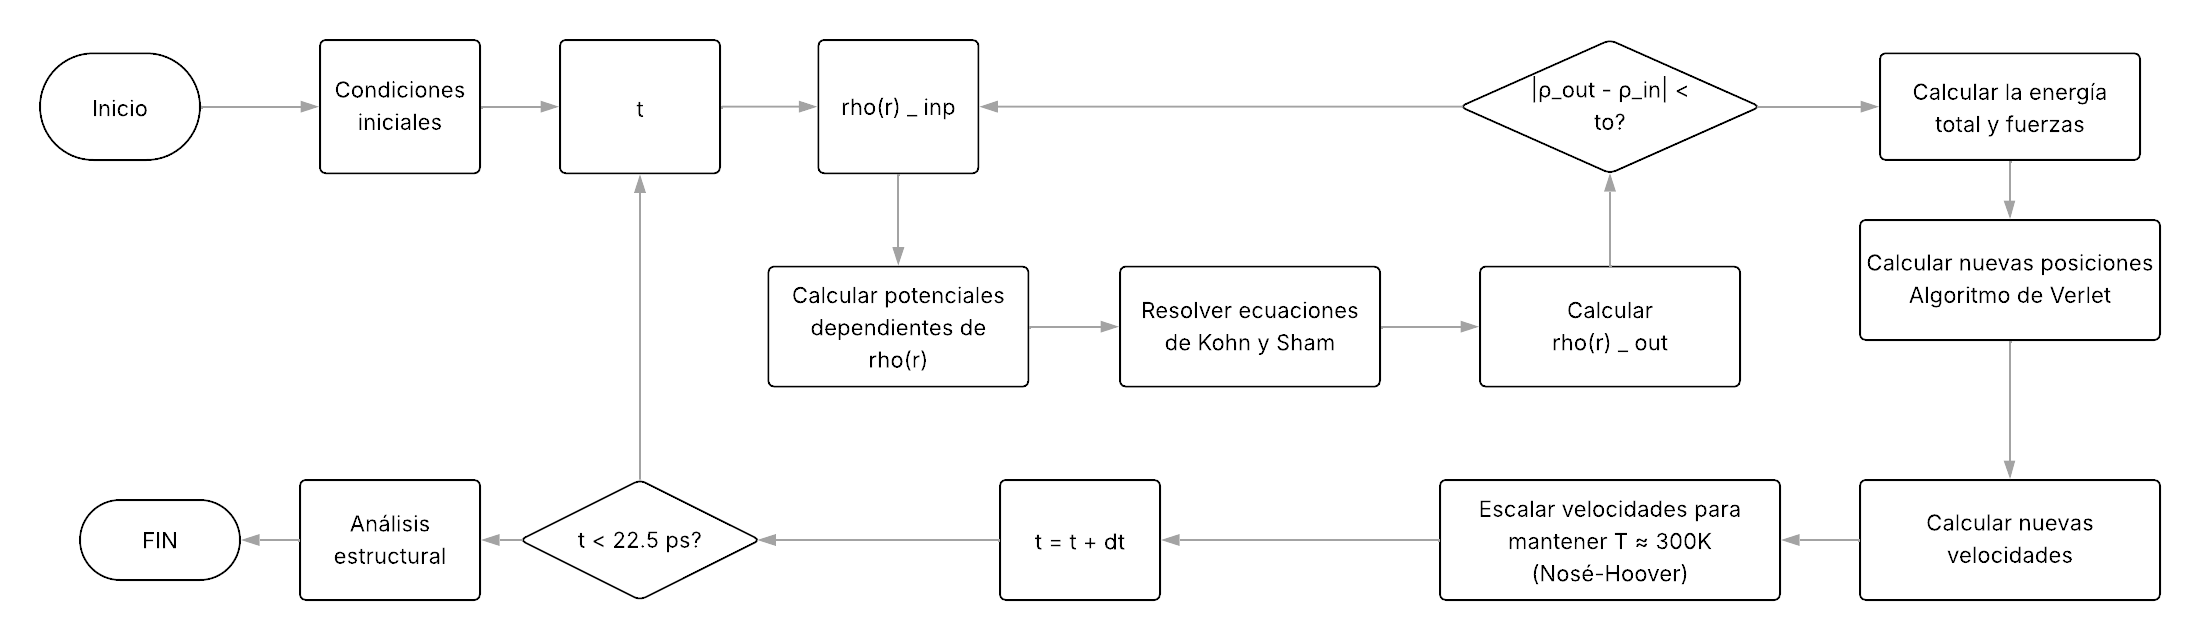 Inicio
Condiciones
iniciales
t
rho(r) _ inp
|ρ_out - ρ_in| <
to?
Calcular la energía
total y fuerzas
Calcular nuevas posiciones
Algoritmo de Verlet
Calcular potenciales
dependientes de
rho(r)
Resolver ecuaciones
de Kohn y Sham
Calcular
rho(r) _ out
FIN
Análisis
estructural
t < 22.5 ps?
t = t + dt
Escalar velocidades para
mantener T ≈ 300K
(Nosé-Hoover)
Calcular nuevas
velocidades